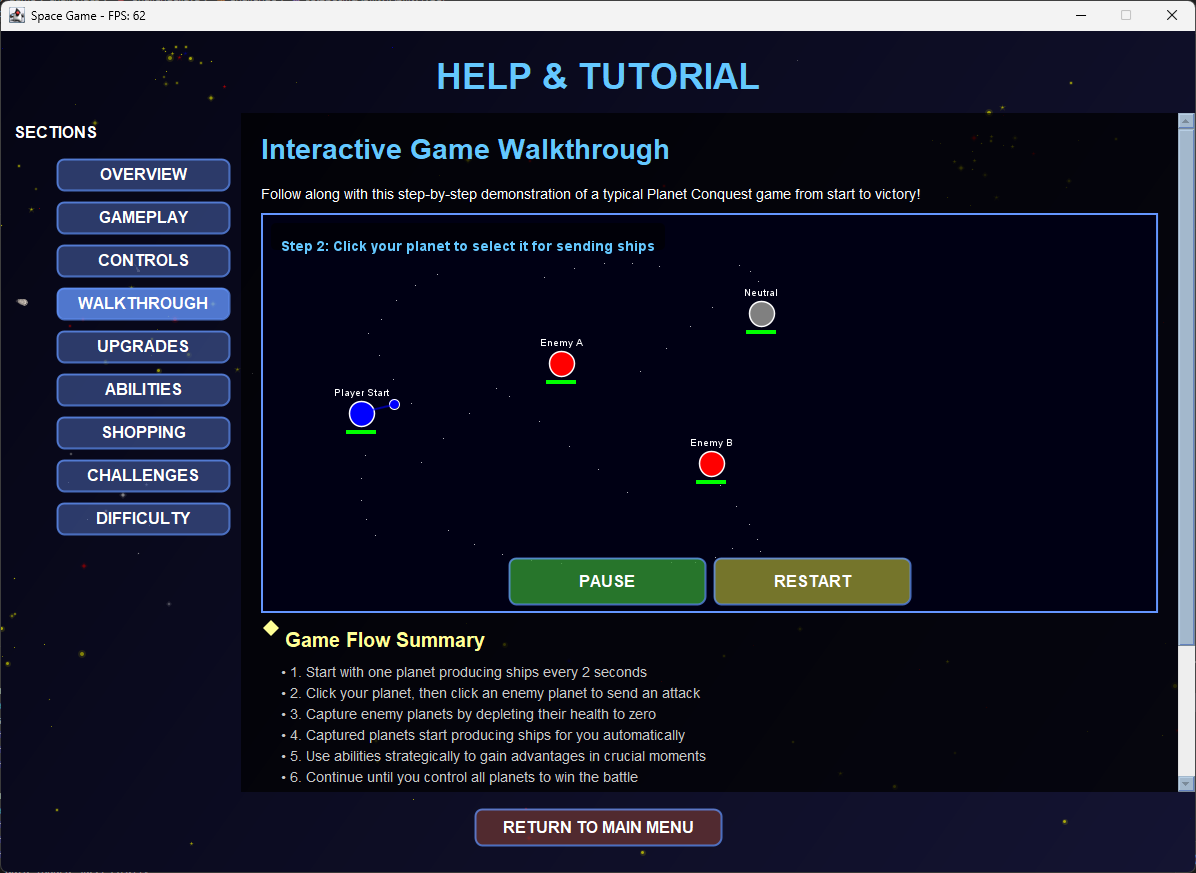 Space Game - FPS: 62
HELP & TUTORIAL
SECTIONS
OVERVIEW
GAMEPLAY
CONTROLS
WALKTHROUGH
UPGRADES
ABILITIES
SHOPPING
CHALLENGES
DIFFICULTY
Interactive Game Walkthrough
Follow along with this step-by-step demonstration of a typical Planet Conquest game from start to victory!
Step 2: Click your planet to select it for sending ships
Neutral
Enemy A
Player Start
Enemy B
PAUSE
RESTART
Game Flow Summary
• 1. Start with one planet producing ships every 2 seconds
• 2. Click your planet, then click an enemy planet to send an attack
• 3. Capture enemy planets by depleting their health to zero
• 4. Captured planets start producing ships for you automatically
• 5. Use abilities strategically to gain advantages in crucial moments
• 6. Continue until you control all planets to win the battle
RETURN TO MAIN MENU